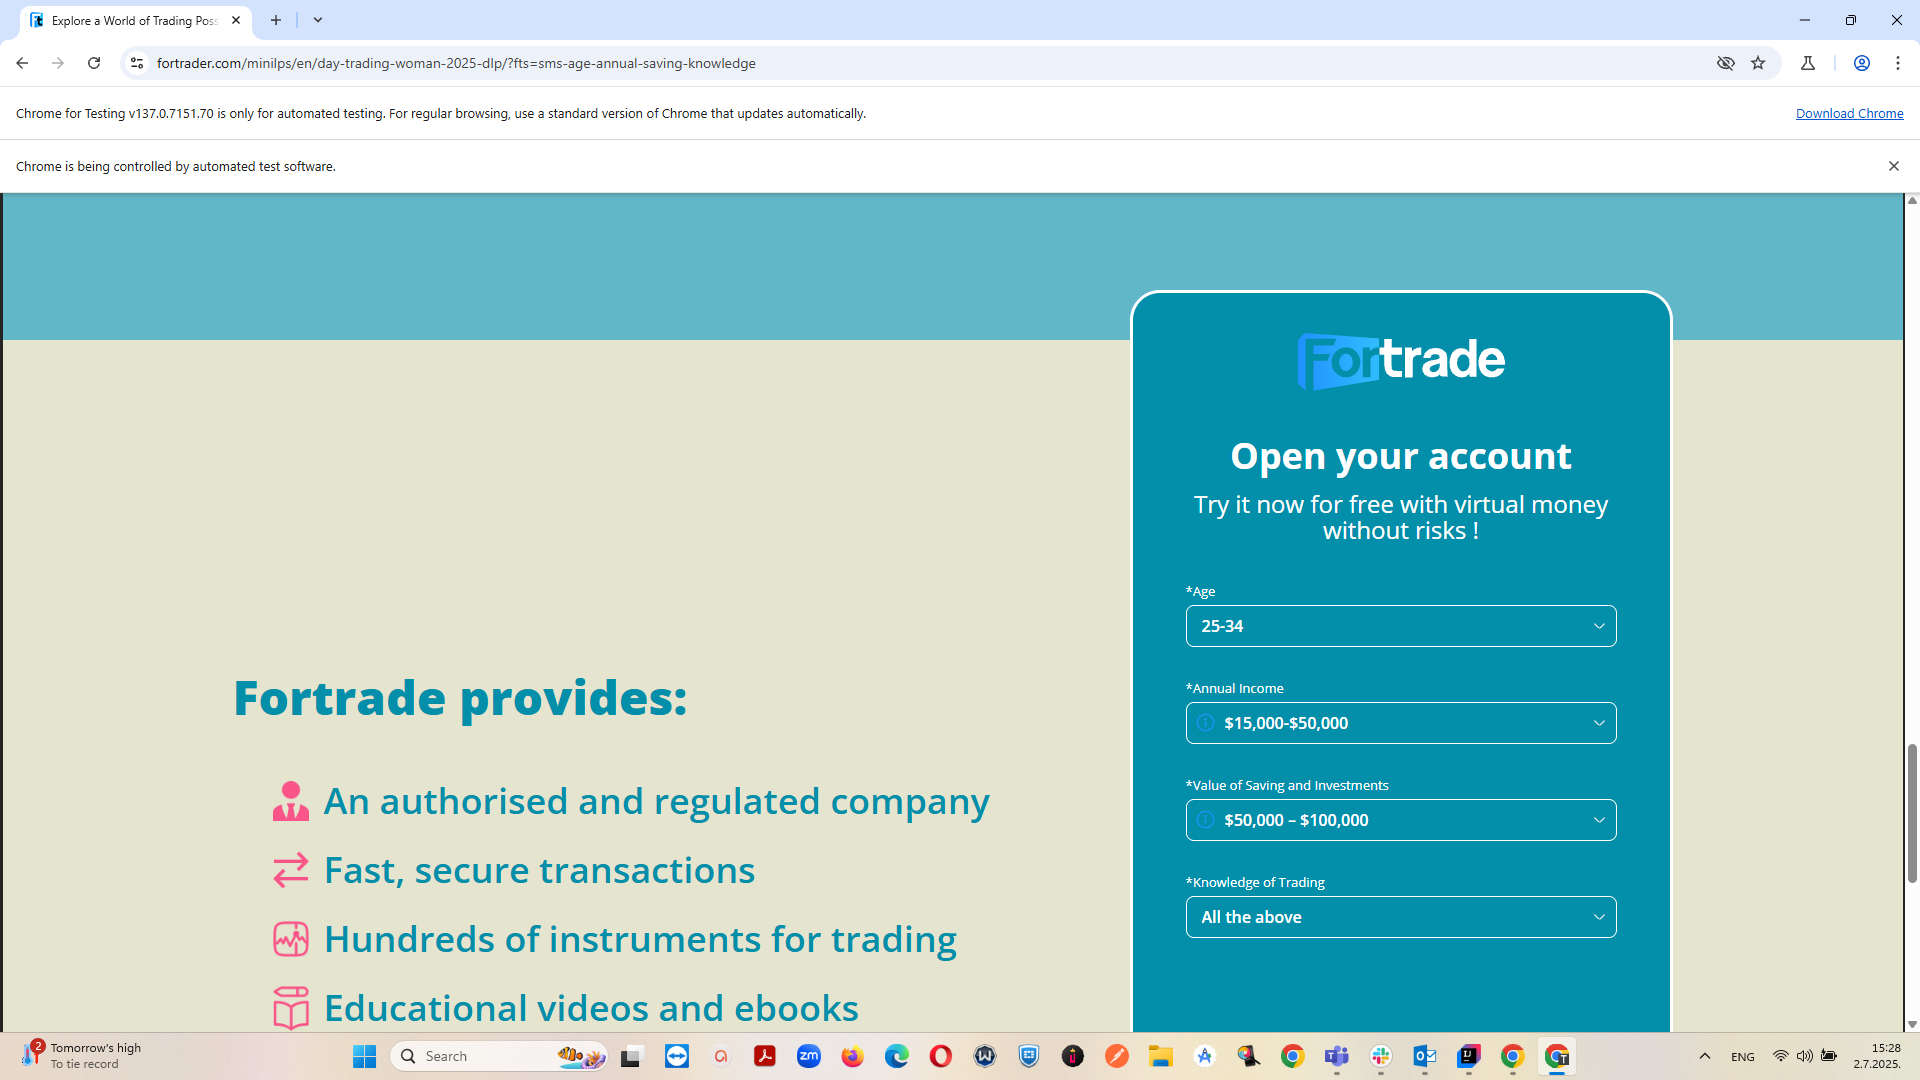 Explore a World of Trading Poss
fortrader.com/minilps/en/day-trading-woman-2025-dlp/?fts=sms-age-annual-saving-knowledge
Chrome for Testing v137.0.7151.70 is only for automated testing. For regular browsing, use a standard version of Chrome that updates automatically.
Download Chrome
Chrome is being controlled by automated test software.
Fortrade
Open your account
Try it now for free with virtual money
without risks !
*Age
25-34
*Annual Income
$15,000-$50,000
*Value of Saving and Investments
$50,000 – $100,000
*Knowledge of Trading
All the above
Fortrade provides:
An authorised and regulated company
Fast, secure transactions
Hundreds of instruments for trading
Educational videos and ebooks
2
Tomorrow's high
To tie record
Search
zm
ENG
15:28
2.7.2025.